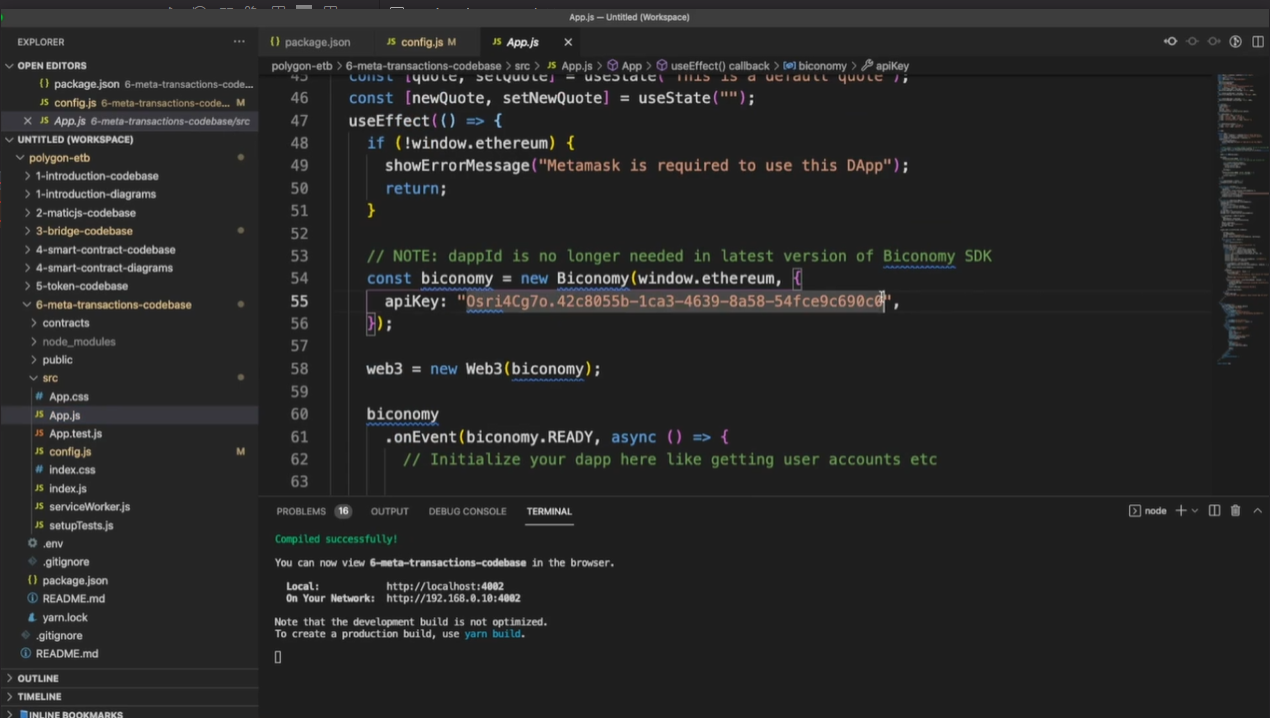 App.js — Untitled (Workspace)
EXPLORER
OPEN EDITORS
package.json 6-meta-transactions-code...
config.js 6-meta-transactions-code... M
App.js 6-meta-transactions-codebase/src
UNTITLED (WORKSPACE)
polygon-etb
1-introduction-codebase
1-introduction-diagrams
2-maticjs-codebase
3-bridge-codebase
4-smart-contract-codebase
4-smart-contract-diagrams
5-token-codebase
6-meta-transactions-codebase
contracts
node_modules
public
src
# App.css
JS App.js
JS App.test.js
JS config.js M
# index.css
JS index.js
JS serviceWorker.js
JS setupTests.js
.env
.gitignore
{} package.json
README.md
yarn.lock
.gitignore
README.md
OUTLINE
TIMELINE
INLINE BOOKMARKS
{} package.json JS config.js M JS App.js
polygon-etb > 6-meta-transactions-codebase > src > JS App.js > App > useEffect() callback > biconomy > apiKey
45 const [quote, setQuote] = useState("This is a default quote");
46 const [newQuote, setNewQuote] = useState("");
47 useEffect(() => {
48 if (!window.ethereum) {
49 showErrorMessage("Metamask is required to use this DApp");
50 return;
51 }
52
53 // NOTE: dappId is no longer needed in latest version of Biconomy SDK
54 const biconomy = new Biconomy(window.ethereum, {
55 apiKey: "Osri4Cg7o.42c8055b-1ca3-4639-8a58-54fce9c690c0",
56 });
57
58 web3 = new Web3(biconomy);
59
60 biconomy
61 .onEvent(biconomy.READY, async () => {
62 // Initialize your dapp here like getting user accounts etc
63
PROBLEMS 16 OUTPUT DEBUG CONSOLE TERMINAL
node
Compiled successfully!
You can now view 6-meta-transactions-codebase in the browser.
Local: http://localhost:4002
On Your Network: http://192.168.0.10:4002
Note that the development build is not optimized.
To create a production build, use yarn build.